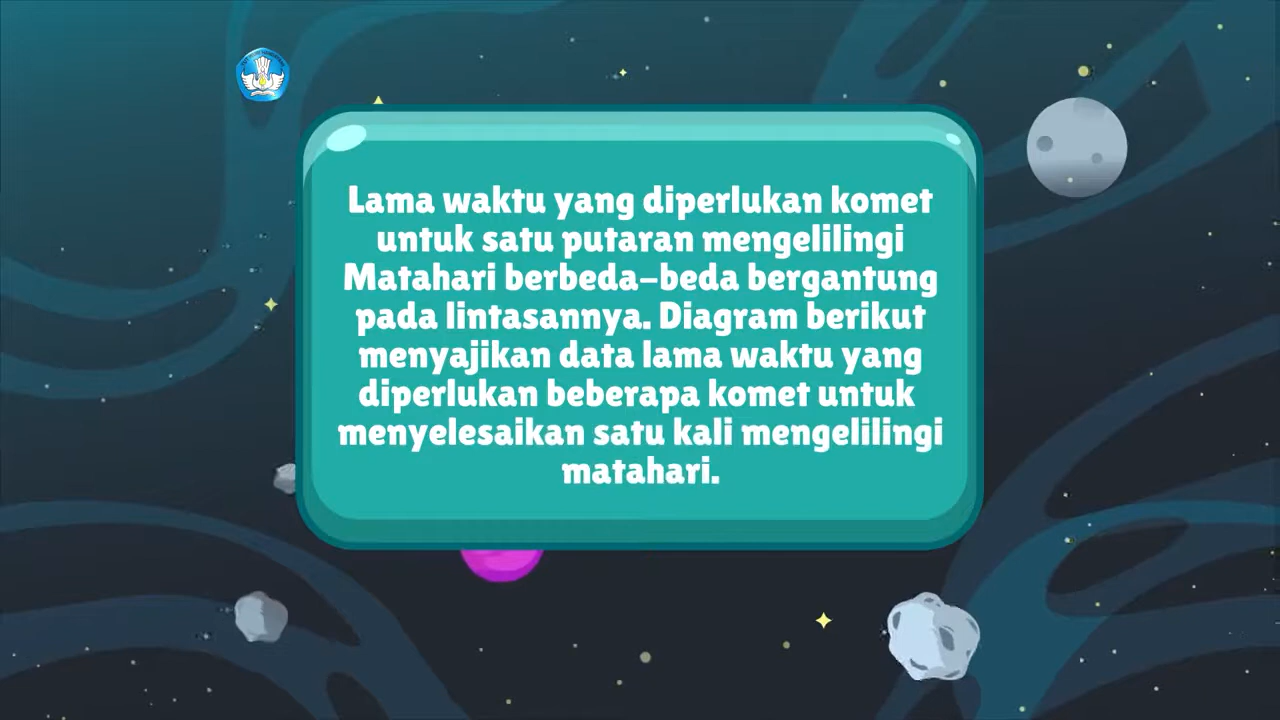 Lama waktu yang diperlukan komet
untuk satu putaran mengelilingi
Matahari berbeda-beda bergantung
pada lintasannya. Diagram berikut
menyajikan data lama waktu yang
diperlukan beberapa komet untuk
menyelesaikan satu kali mengelilingi
matahari.